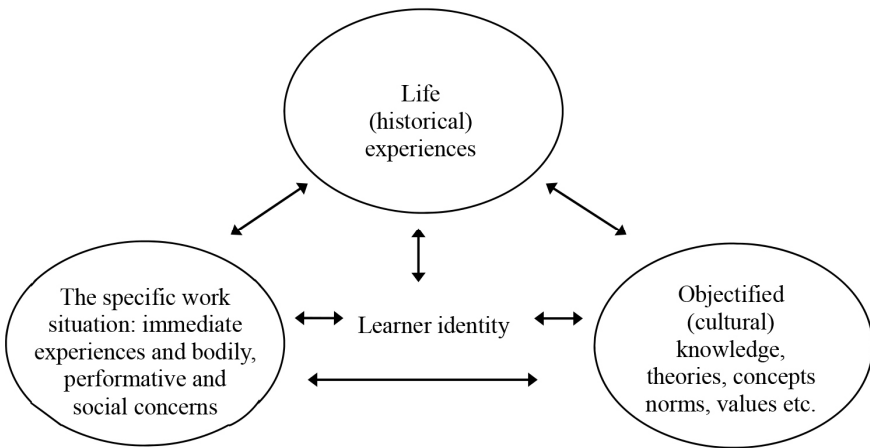 Life
(historical)
experiences
The specific work
situation: immediate
experiences and bodily,
performative and
social concerns
Learner identity
Objectified
(cultural)
knowledge,
theories, concepts
norms, values etc.